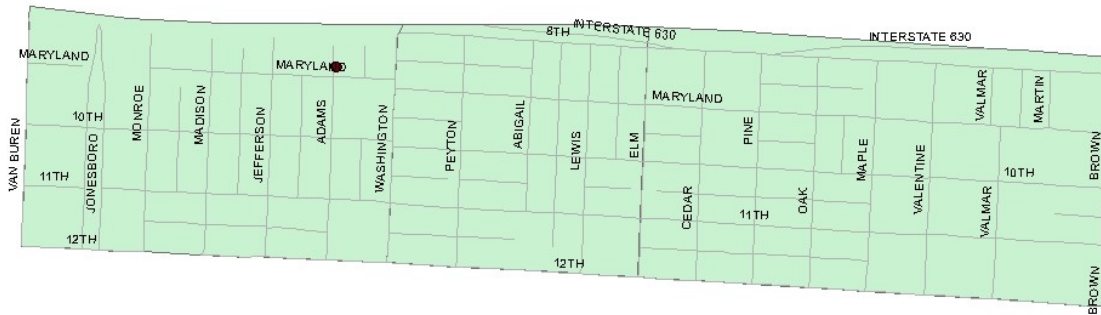 INTERSTATE 630
8TH
INTERSTATE 630
MARYLAND
MARYLAND
MARYLAND
VALMAR
MARTIN
10TH
MONROE
MADISON
JEFFERSON
ADAMS
WASHINGTON
PEYTON
ABIGAIL
LEWIS
ELM
PINE
MAPLE
VALENTINE
10TH
BROWN
VAN BUREN
11TH
JONESBORO
CEDAR
11TH
OAK
VALMAR
12TH
12TH
BROWN